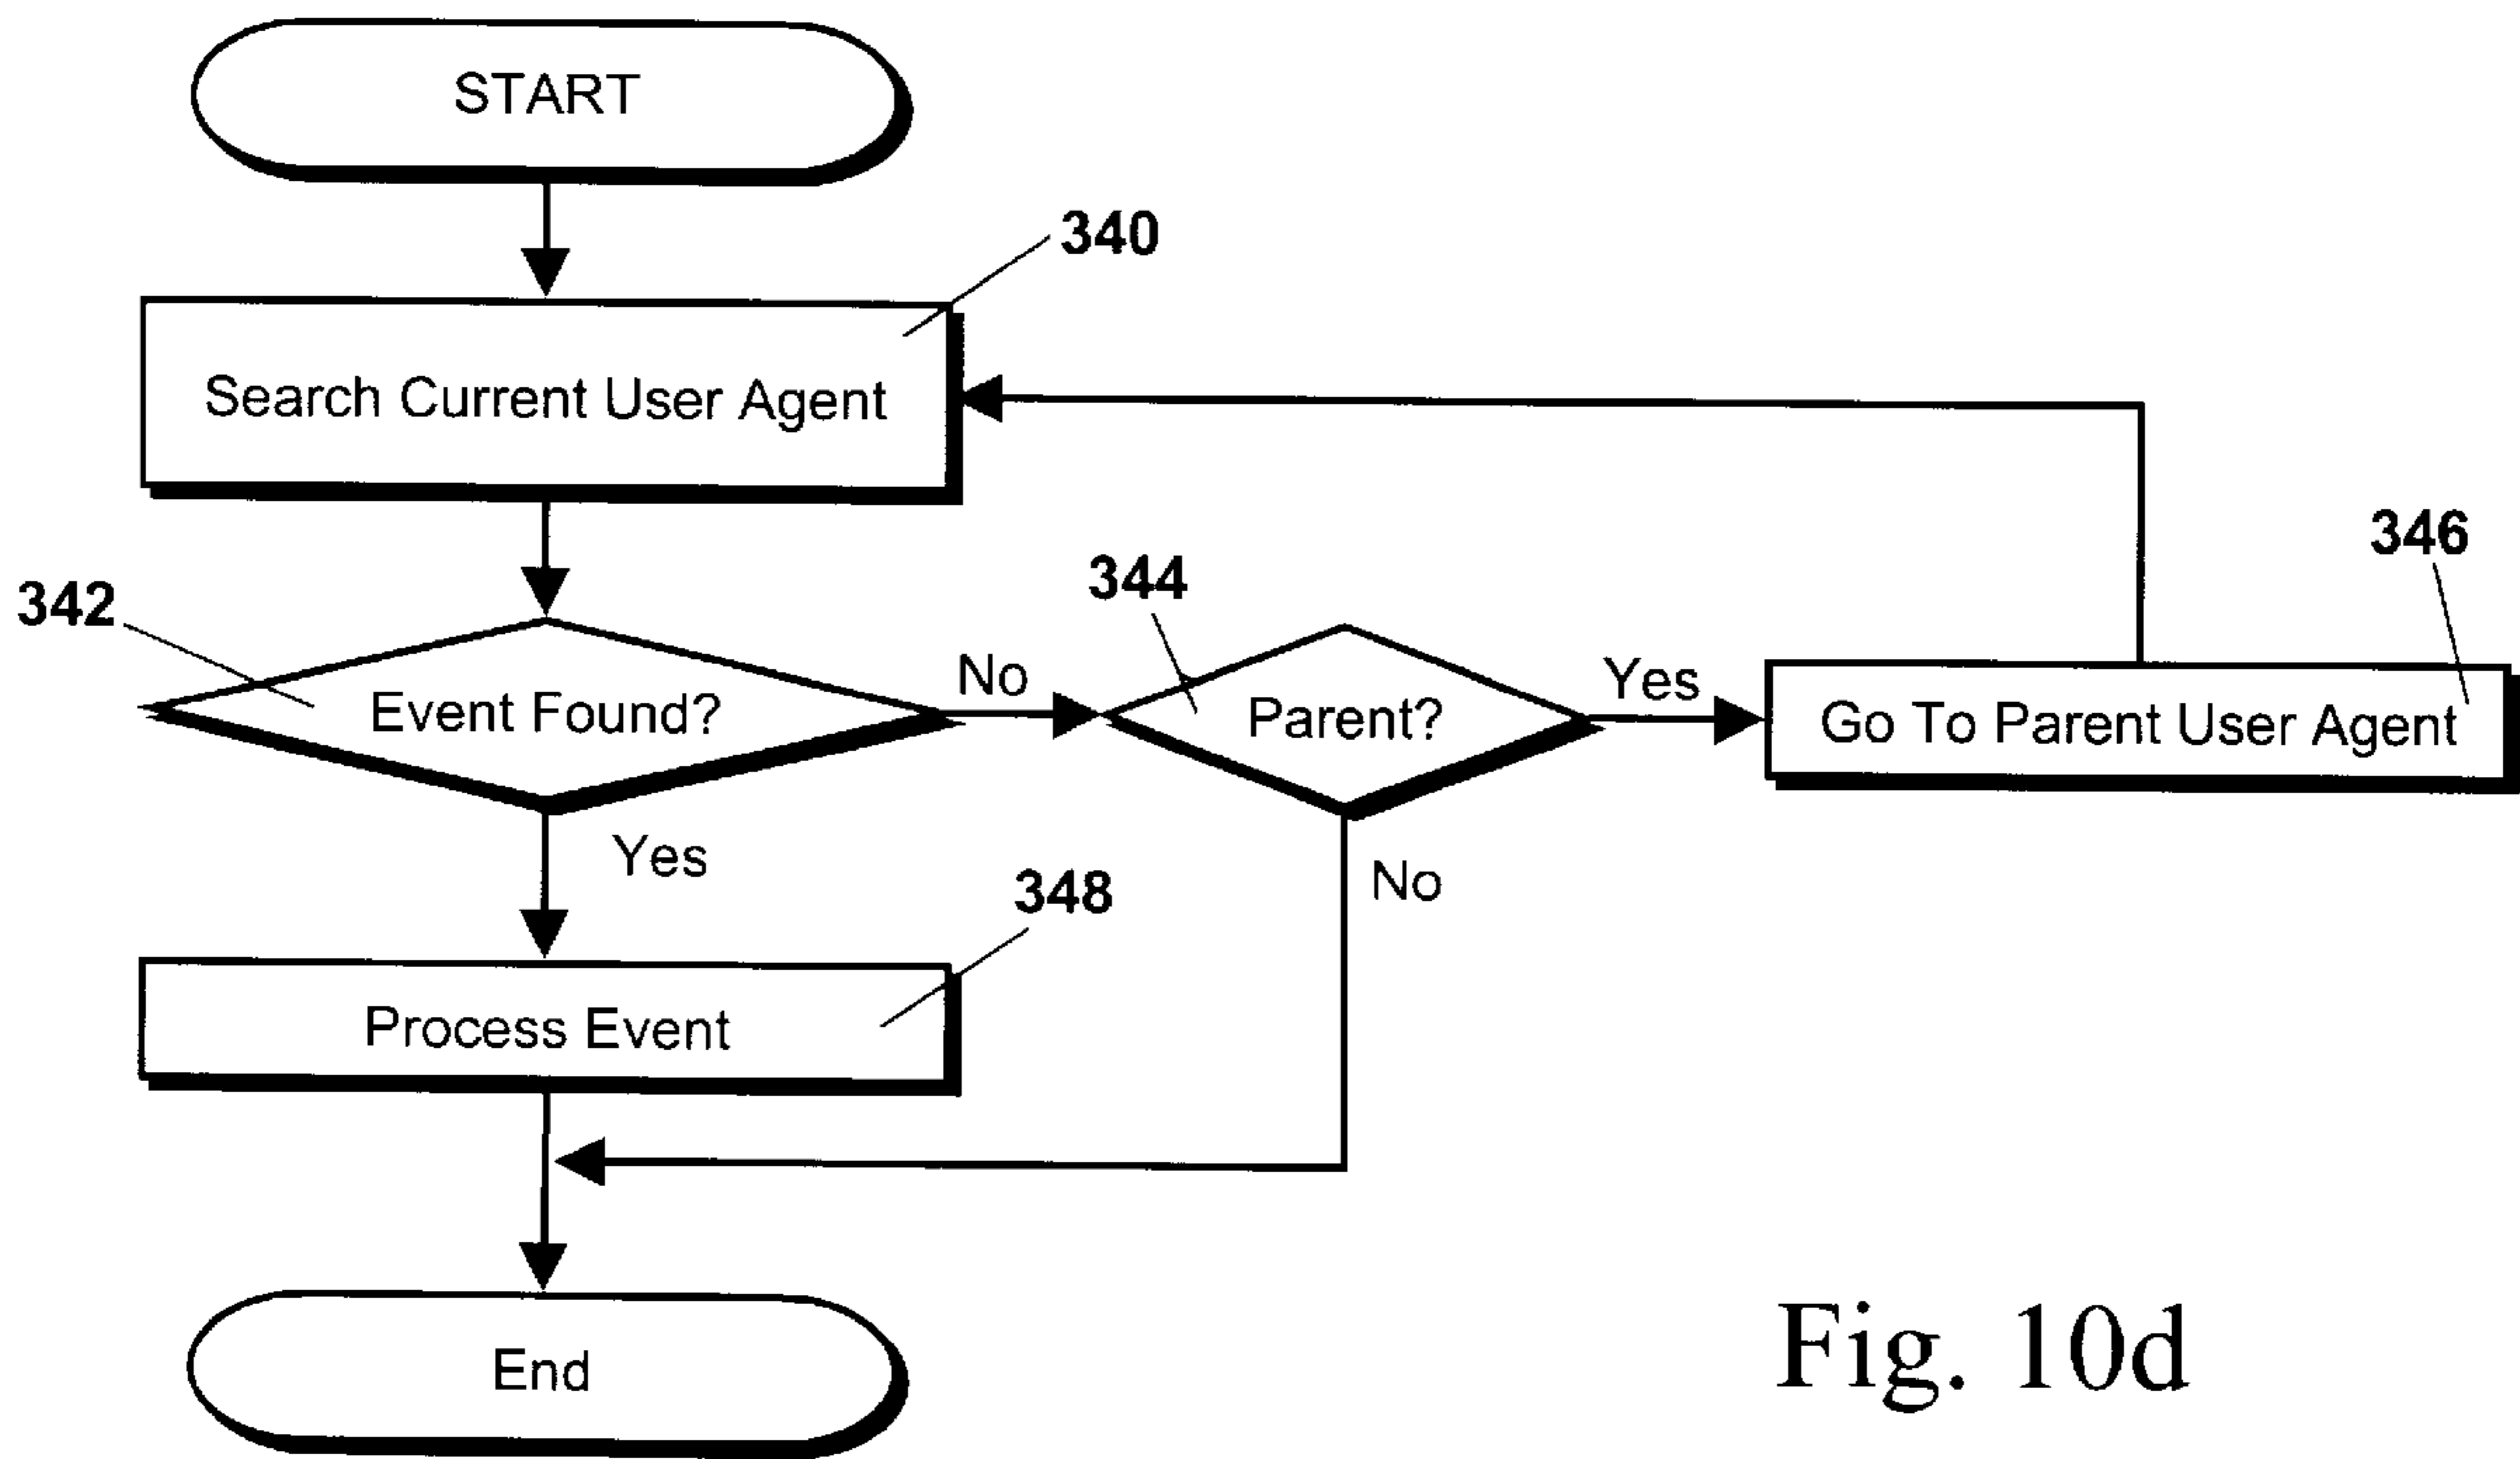 START
340
Search Current User Agent
346
344
342
No
Yes
Event Found?
Parent?
Go To Parent User Agent
Yes
No
348
Process Event
End
Fig. 10d